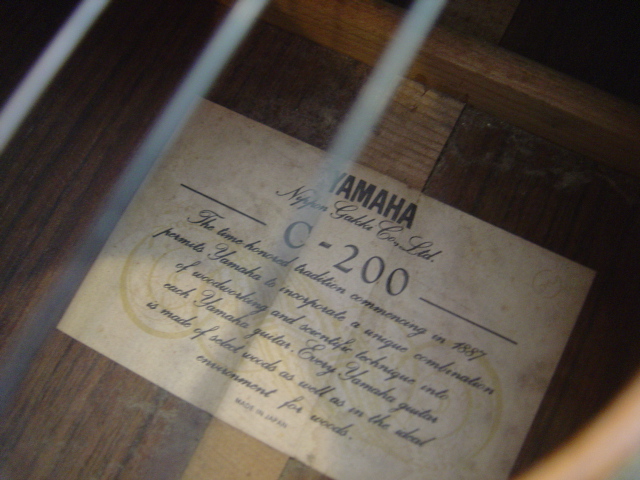 YAMAHA
Nippon Gakki Co., Ltd.
C-200
The time honored tradition commencing in 1887
permits Yamaha to incorporate a unique combination
of woodworking and scientific technique into
each Yamaha guitar Every Yamaha guitar
is made of select woods as well as in the ideal
environment for woods.
MADE IN JAPAN